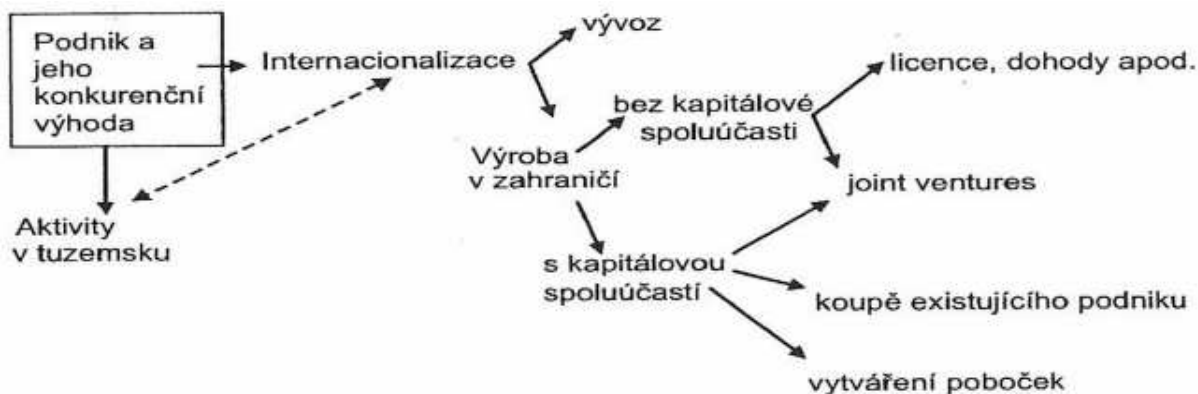 Podnik a
jeho
konkurenční
výhoda
Internacionalizace
vývoz
licence, dohody apod.
bez kapitálové
spoluúčasti
Výroba
v zahraničí
joint ventures
Aktivity
v tuzemsku
s kapitálovou
spoluúčastí
koupě existujícího podniku
vytváření poboček